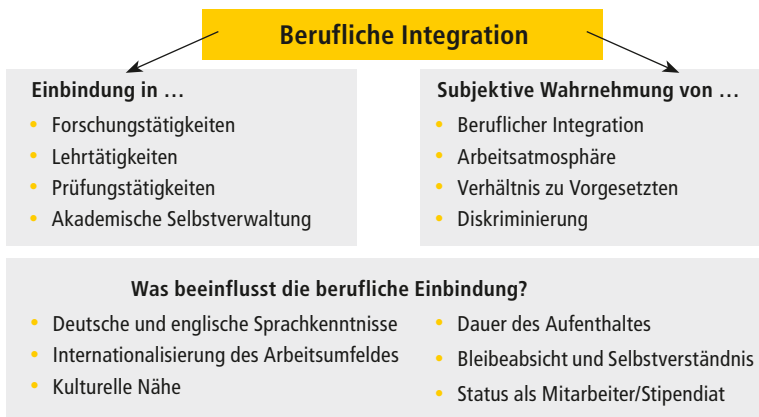 Berufliche Integration
Einbindung in …
• Forschungstätigkeiten
• Lehrtätigkeiten
• Prüfungstätigkeiten
• Akademische Selbstverwaltung
Subjektive Wahrnehmung von …
• Beruflicher Integration
• Arbeitsatmosphäre
• Verhältnis zu Vorgesetzten
• Diskriminierung
Was beeinflusst die berufliche Einbindung?
• Deutsche und englische Sprachkenntnisse
• Internationalisierung des Arbeitsumfeldes
• Kulturelle Nähe
• Dauer des Aufenthaltes
• Bleibeabsicht und Selbstverständnis
• Status als Mitarbeiter/Stipendiat